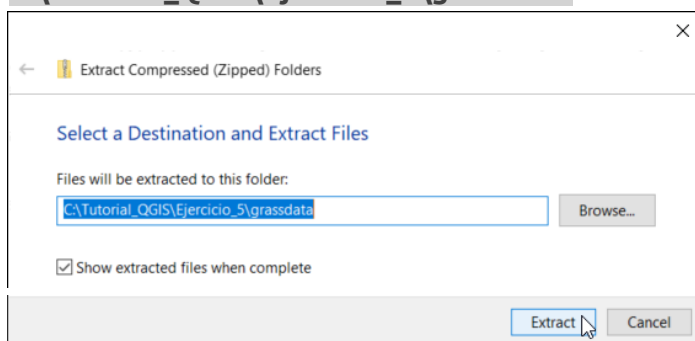 Extract Compressed (Zipped) Folders
Select a Destination and Extract Files
Files will be extracted to this folder:
C:\Tutorial_QGIS\Ejercicio_5\grassdata
Browse...
Show extracted files when complete
Extract
Cancel